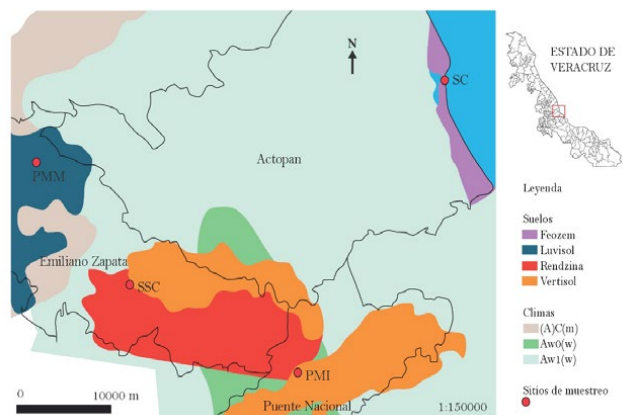 N
SC
Actopan
PMM
Emiliano Zapata
SSC
PMI
Puente Nacional
0
10000 m
1:150000
ESTADO DE
VERACRUZ
Leyenda
Suelos
Feozem
Luvisol
Rendzina
Vertisol
Climas
(A)C(m)
Aw0(w)
Aw1(w)
Sitios de muestreo